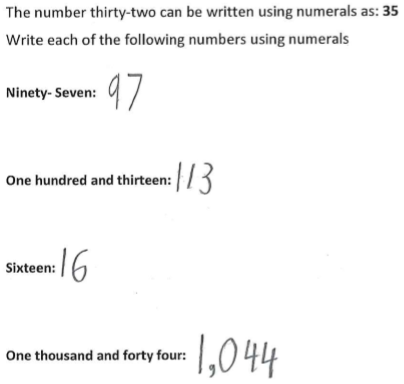 The number thirty-two can be written using numerals as: 35
Write each of the following numbers using numerals
Ninety- Seven: 97
One hundred and thirteen: 113
Sixteen: 16
One thousand and forty four: 1,044